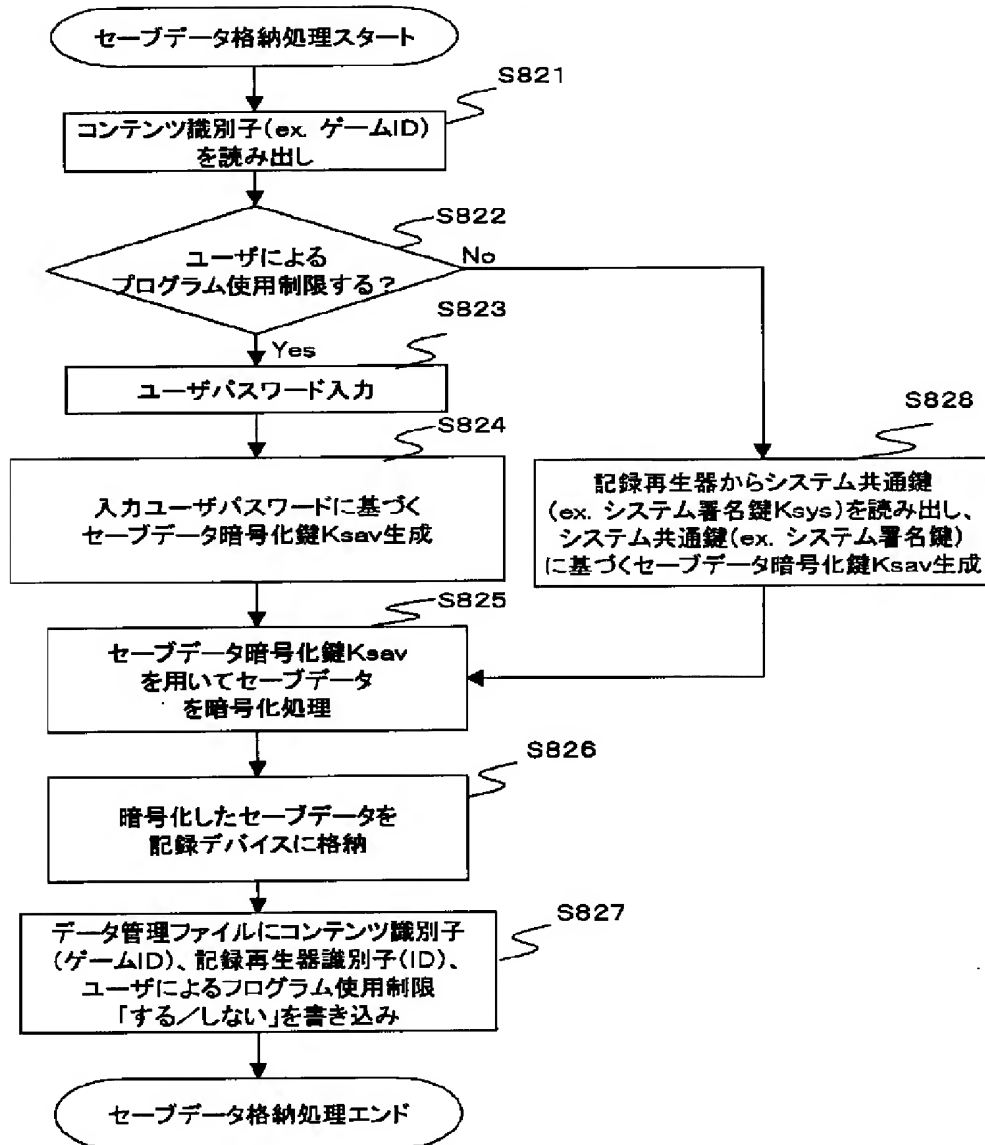 セーブデータ格納処理スタート
S821
コンテンツ識別子(ex. ゲームID)
を読み出し
S822
ユーザによる
プログラム使用制限する?
No
Yes
S823
ユーザパスワード入力
S824
入力ユーザパスワードに基づく
セーブデータ暗号化鍵Ksav生成
S828
記録再生器からシステム共通鍵
(ex. システム署名鍵Ksys)を読み出し、
システム共通鍵(ex. システム署名鍵)
に基づくセーブデータ暗号化鍵Ksav生成
S825
セーブデータ暗号化鍵Ksav
を用いてセーブデータ
を暗号化処理
S826
暗号化したセーブデータを
記録デバイスに格納
S827
データ管理ファイルにコンテンツ識別子
(ゲームID)、記録再生器識別子(ID)、
ユーザによるプログラム使用制限
「する/しない」を書き込み
セーブデータ格納処理エンド